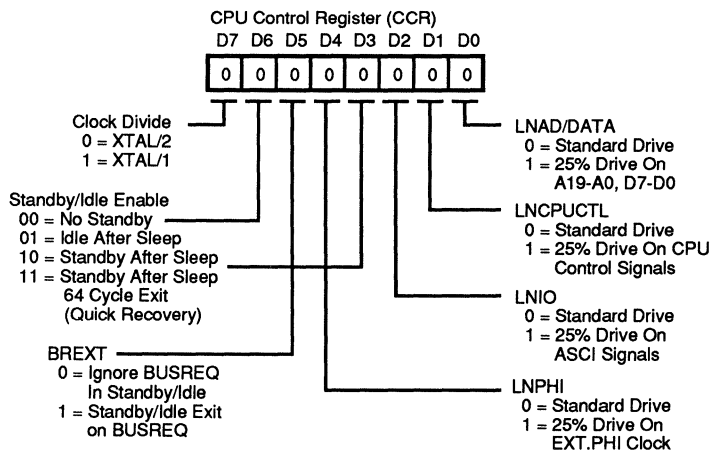 CPU Control Register (CCR)
D7 D6 D5 D4 D3 D2 D1 D0
0 0 0 0 0 0 0 0
Clock Divide
0 = XTAL/2
1 = XTAL/1
Standby/Idle Enable
00 = No Standby
01 = Idle After Sleep
10 = Standby After Sleep
11 = Standby After Sleep
64 Cycle Exit
(Quick Recovery)
BREXT
0 = Ignore BUSREQ
In Standby/Idle
1 = Standby/Idle Exit
on BUSREQ
LNAD/DATA
0 = Standard Drive
1 = 25% Drive On
A19-A0, D7-D0
LNCPUCTL
0 = Standard Drive
1 = 25% Drive On CPU
Control Signals
LNIO
0 = Standard Drive
1 = 25% Drive On
ASCI Signals
LNPHI
0 = Standard Drive
1 = 25% Drive On
EXT.PHI Clock